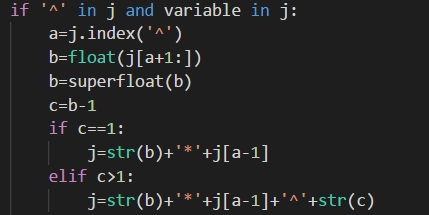 if '^' in j and variable in j:
    a=j.index('^')
    b=float(j[a+1:])
    b=superfloat(b)
    c=b-1
    if c==1:
        j=str(b)+'*'+j[a-1]
    elif c>1:
        j=str(b)+'*'+j[a-1]+'^'+str(c)